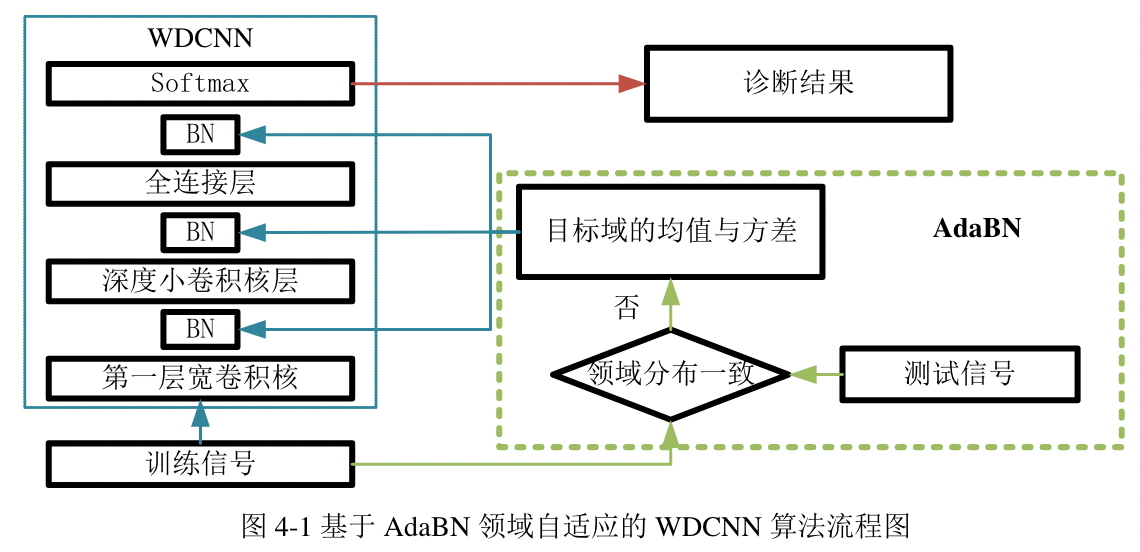 WDCNN
Softmax
BN
全连接层
BN
深度小卷积核层
BN
第一层宽卷积核
训练信号
诊断结果
目标域的均值与方差
AdaBN
否
领域分布一致
测试信号
图 4-1 基于 AdaBN 领域自适应的 WDCNN 算法流程图